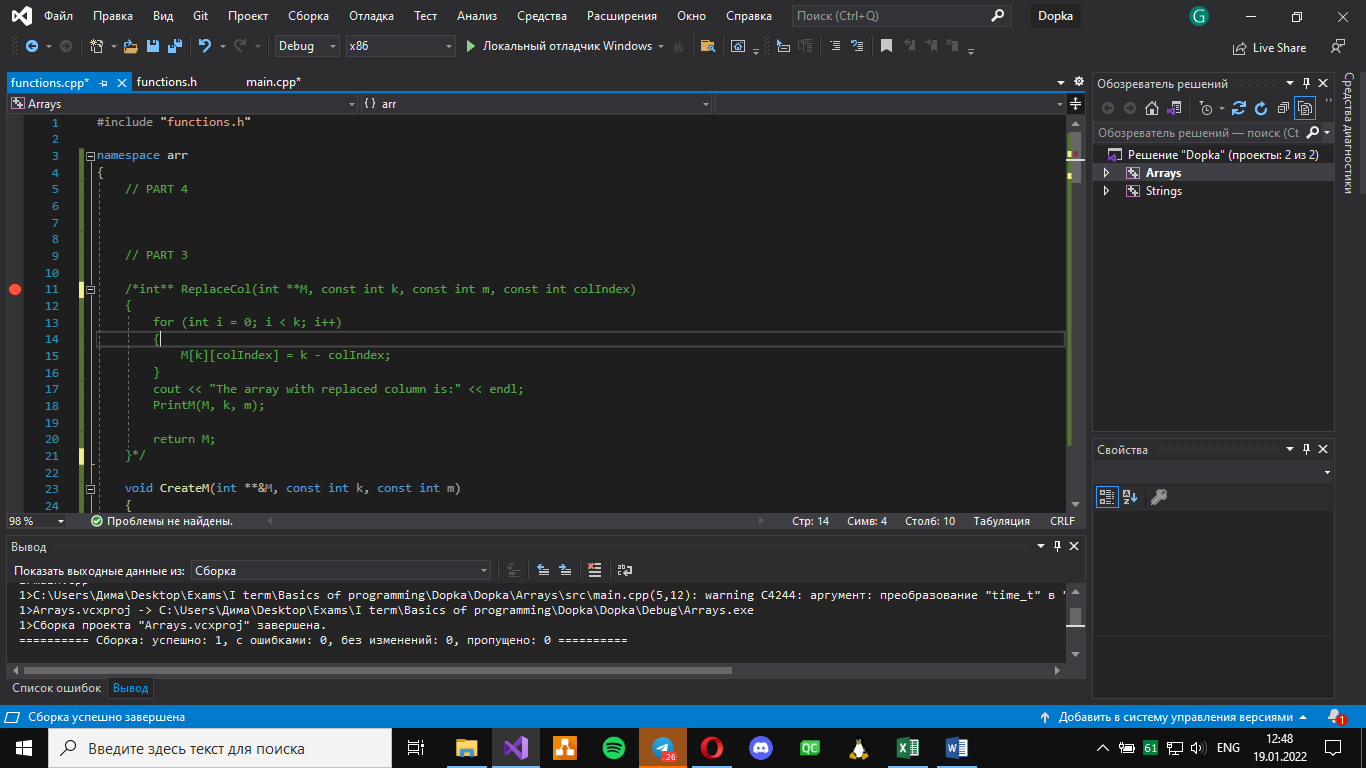 Файл Правка Вид Git Проект Сборка Отладка Тест Анализ Средства Расширения Окно Справка Поиск (Ctrl+Q) Dopka G
Debug x86 Локальный отладчик Windows Live Share
functions.cpp* functions.h main.cpp*
Arrays {} arr
1 #include "functions.h"
2
3 namespace arr
4 {
5 // PART 4
6
7
8
9 // PART 3
10
11 /*int** ReplaceCol(int **M, const int k, const int m, const int colIndex)
12 {
13 for (int i = 0; i < k; i++)
14 {
15 M[k][colIndex] = k - colIndex;
16 }
17 cout << "The array with replaced column is:" << endl;
18 PrintM(M, k, m);
19
20 return M;
21 }*/
22
23 void CreateM(int **&M, const int k, const int m)
24 {
98 % Проблемы не найдены. Стр: 14 Симв: 4 Столб: 10 Табуляция CRLF
Вывод
Показать выходные данные из: Сборка
1>C:\Users\Дима\Desktop\Exams\I term\Basics of programming\Dopka\Dopka\Arrays\src\main.cpp(5,12): warning C4244: аргумент: преобразование "time_t" в "
1>Arrays.vcxproj -> C:\Users\Дима\Desktop\Exams\I term\Basics of programming\Dopka\Dopka\Debug\Arrays.exe
1>Сборка проекта "Arrays.vcxproj" завершена.
========== Сборка: успешно: 1, с ошибками: 0, без изменений: 0, пропущено: 0 ==========
Список ошибок Вывод
Обозреватель решений
Обозреватель решений — поиск (Ct
Решение "Dopka" (проекты: 2 из 2)
Arrays
Strings
Свойства
Средства диагностики
Сборка успешно завершена Добавить в систему управления версиями 1
Введите здесь текст для поиска 26 QC 61 ENG 12:48
19.01.2022